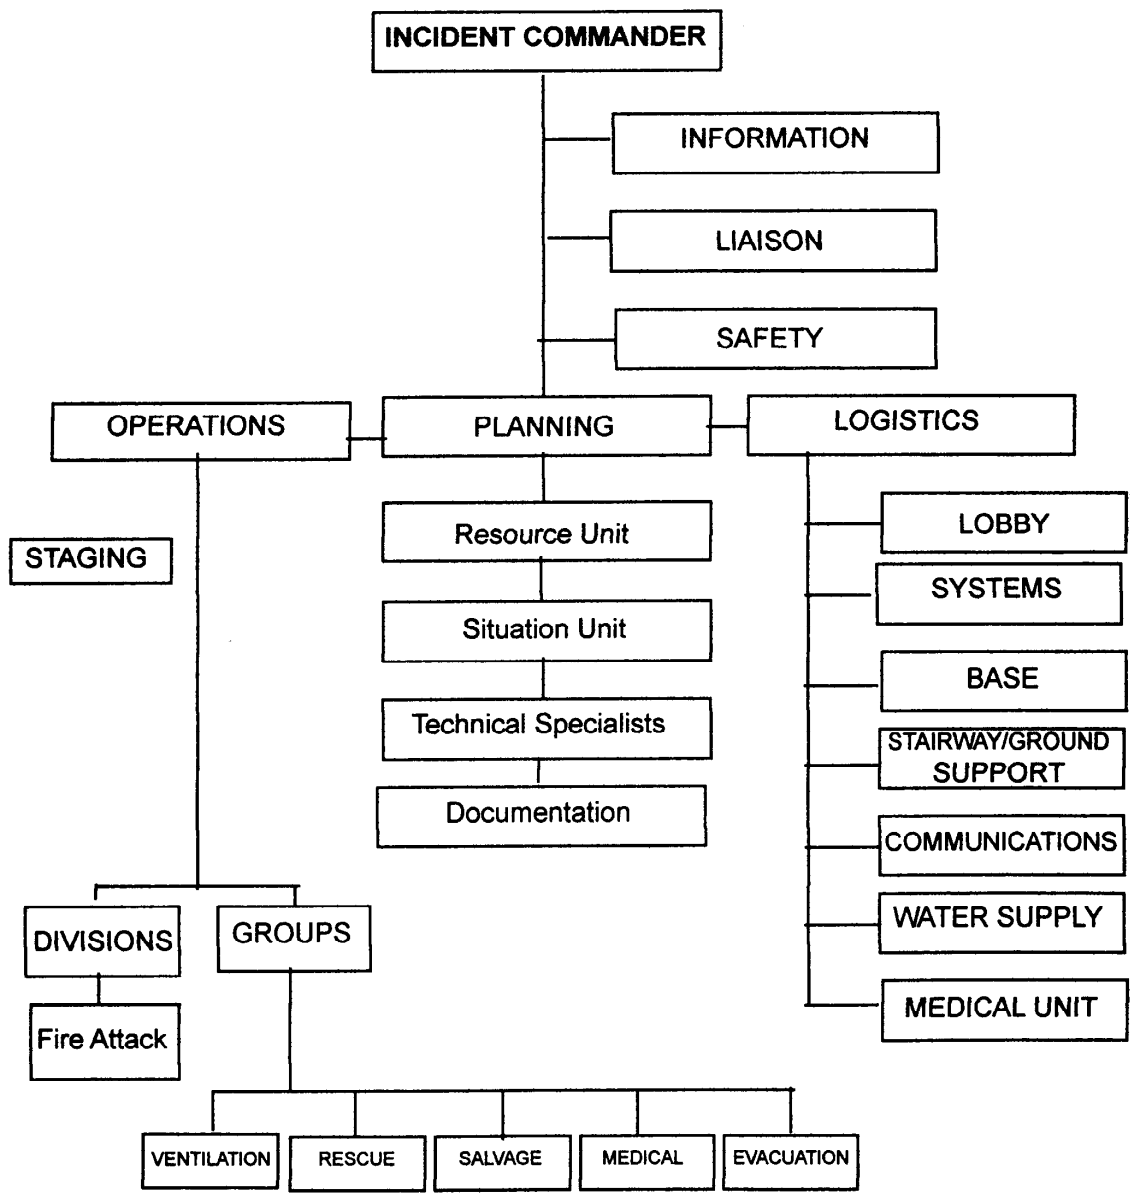 INCIDENT COMMANDER
INFORMATION
LIAISON
SAFETY
OPERATIONS
PLANNING
LOGISTICS
STAGING
Resource Unit
Situation Unit
Technical Specialists
Documentation
LOBBY
SYSTEMS
BASE
STAIRWAY/GROUND
SUPPORT
COMMUNICATIONS
WATER SUPPLY
MEDICAL UNIT
DIVISIONS
GROUPS
Fire Attack
VENTILATION
RESCUE
SALVAGE
MEDICAL
EVACUATION